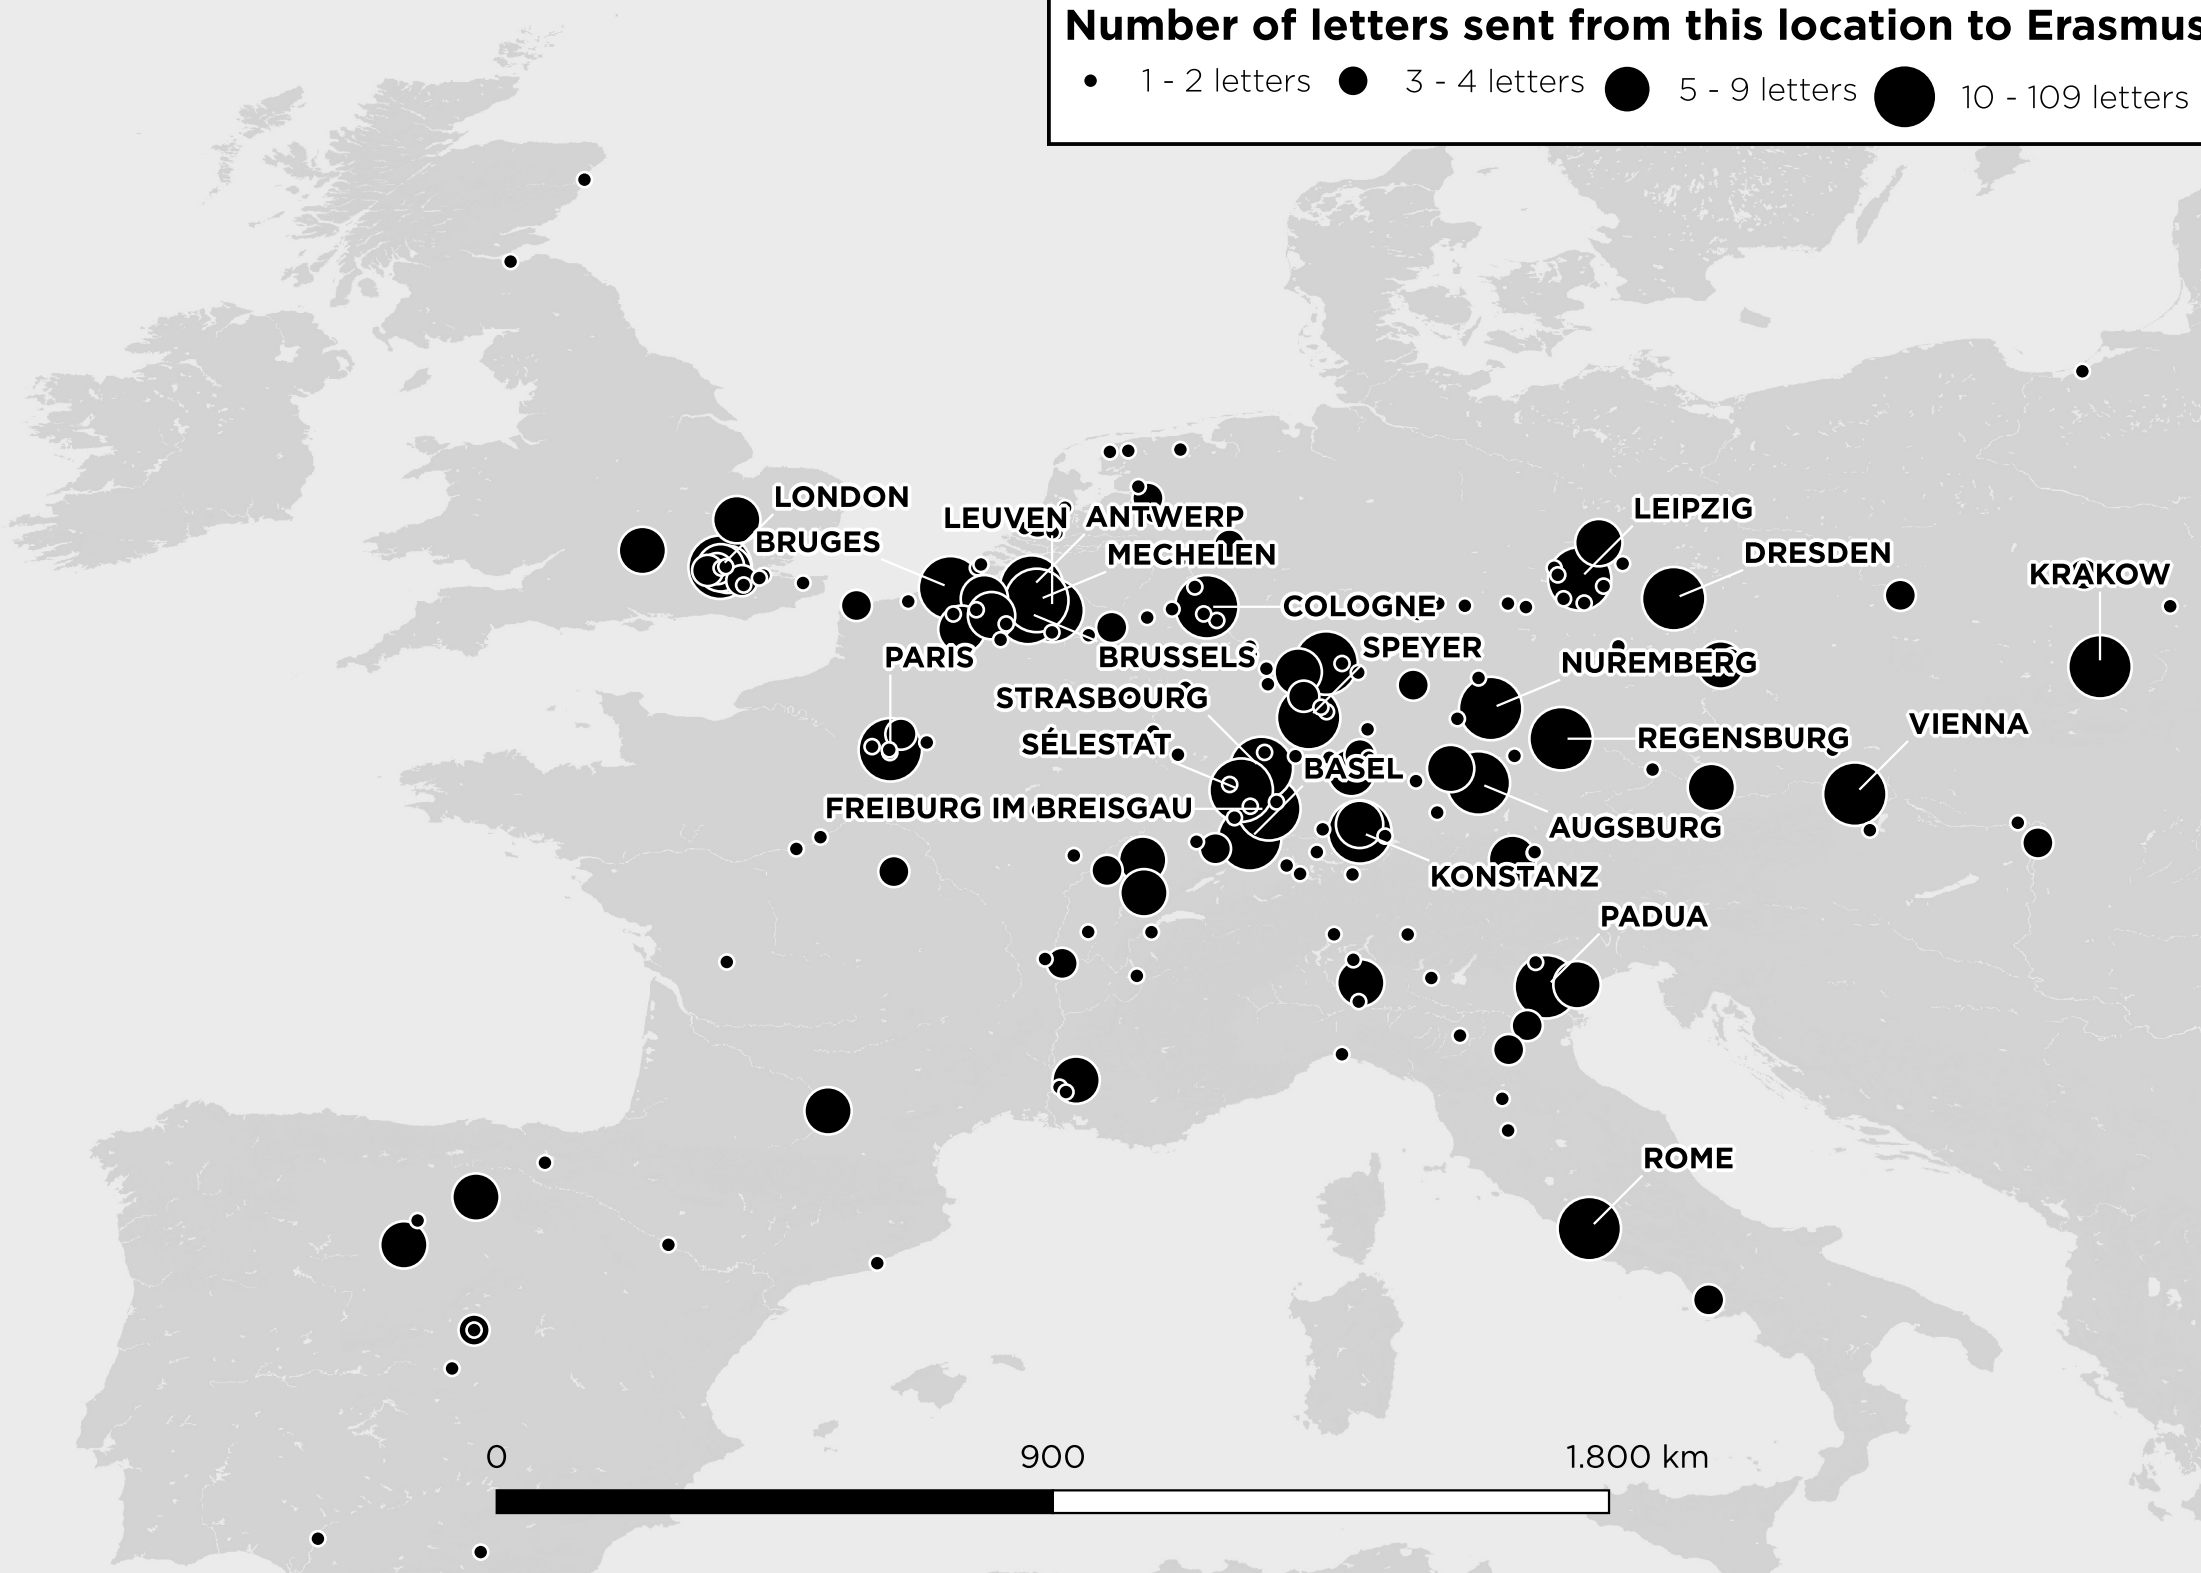 Number of letters sent from this location to Erasmus
1 - 2 letters
3 - 4 letters
5 - 9 letters
10 - 109 letters
LONDON
LEUVEN
ANTWERP
LEIPZIG
BRUGES
MECHELEN
DRESDEN
KRAKOW
COLOGNE
PARIS
BRUSSELS
SPEYER
NUREMBERG
STRASBOURG
SÉLESTAT
REGENSBURG
VIENNA
BASEL
FREIBURG IM BREISGAU
AUGSBURG
KONSTANZ
PADUA
ROME
0
900
1.800 km